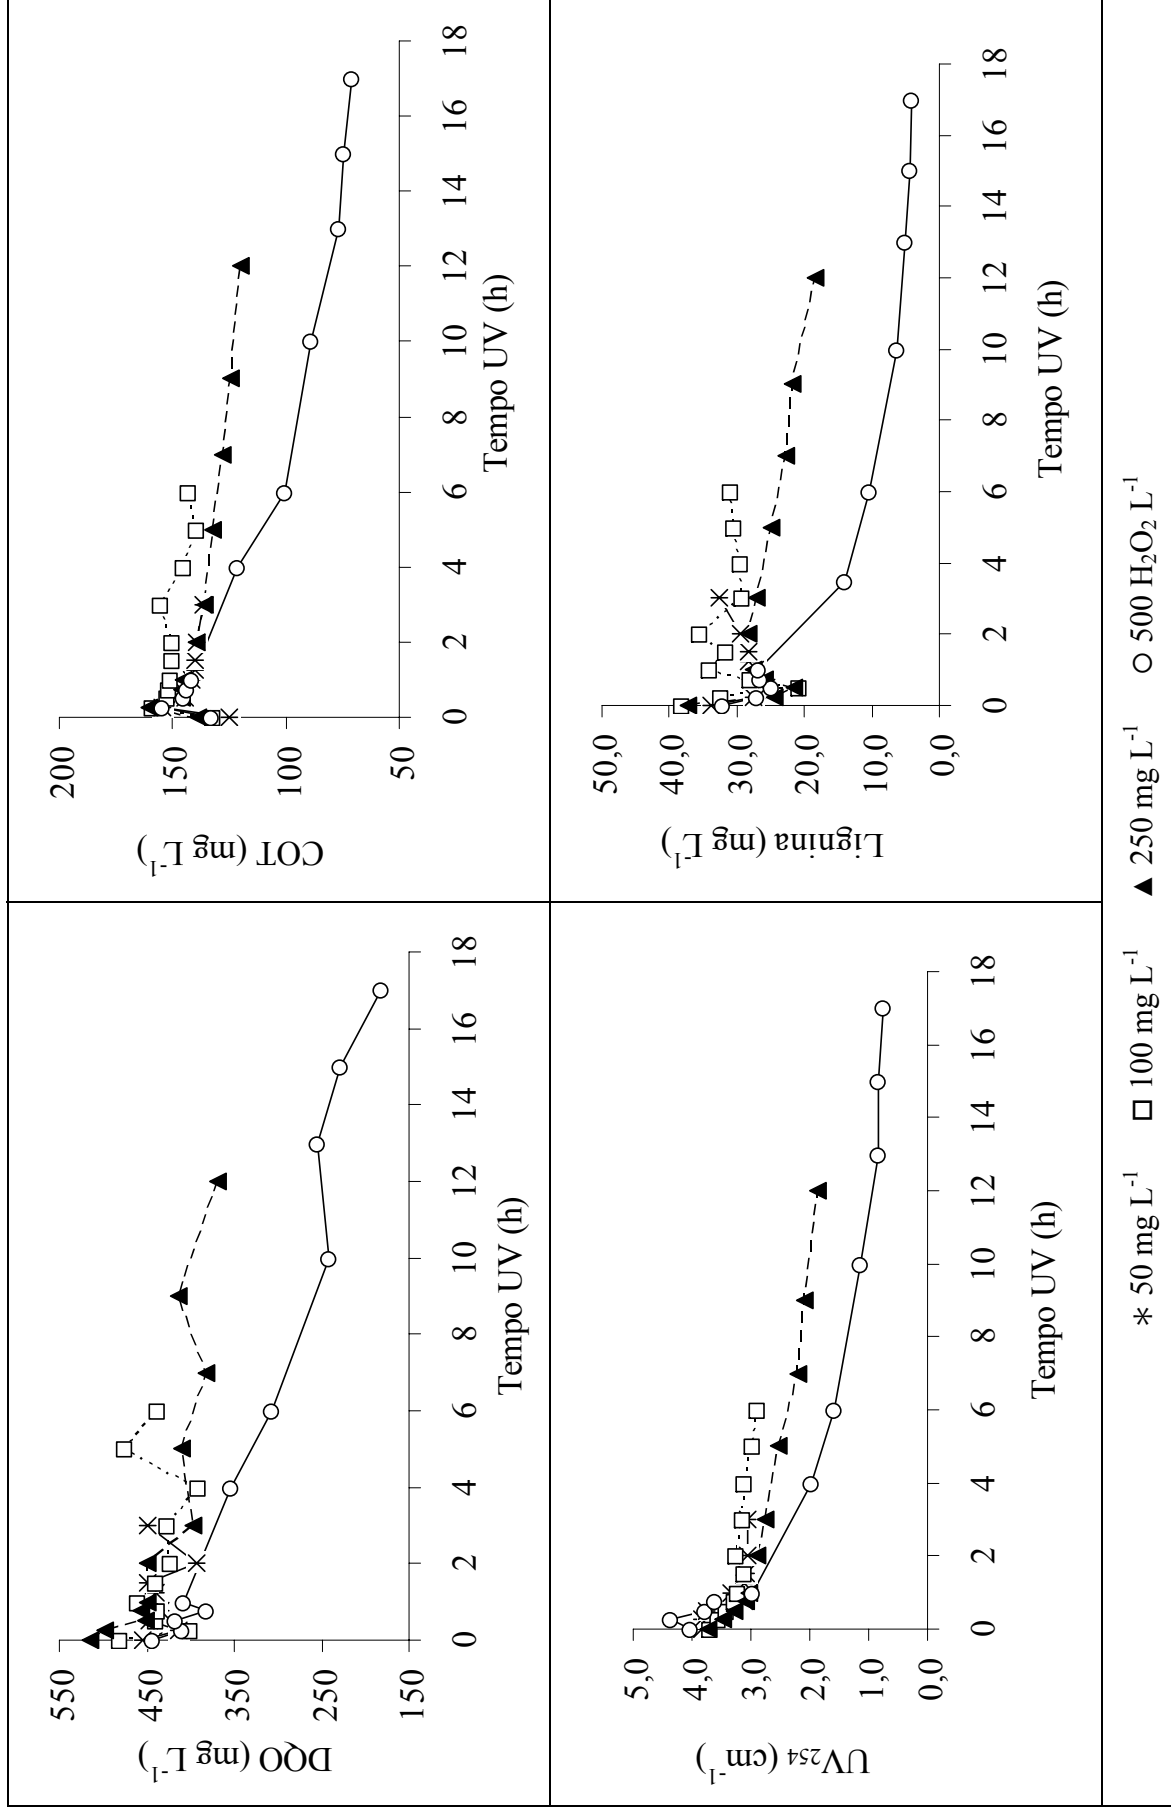 DQO (mg L⁻¹)
550
450
350
250
150
0 2 4 6 8 10 12 14 16 18
Tempo UV (h)
COT (mg L⁻¹)
200
150
100
50
0 2 4 6 8 10 12 14 16 18
Tempo UV (h)
UV₂₅₄ (cm⁻¹)
5,0
4,0
3,0
2,0
1,0
0,0
0 2 4 6 8 10 12 14 16 18
Tempo UV (h)
Lignina (mg L⁻¹)
50,0
40,0
30,0
20,0
10,0
0,0
0 2 4 6 8 10 12 14 16 18
Tempo UV (h)
50 mg L⁻¹ 100 mg L⁻¹ 250 mg L⁻¹ 500 H₂O₂ L⁻¹